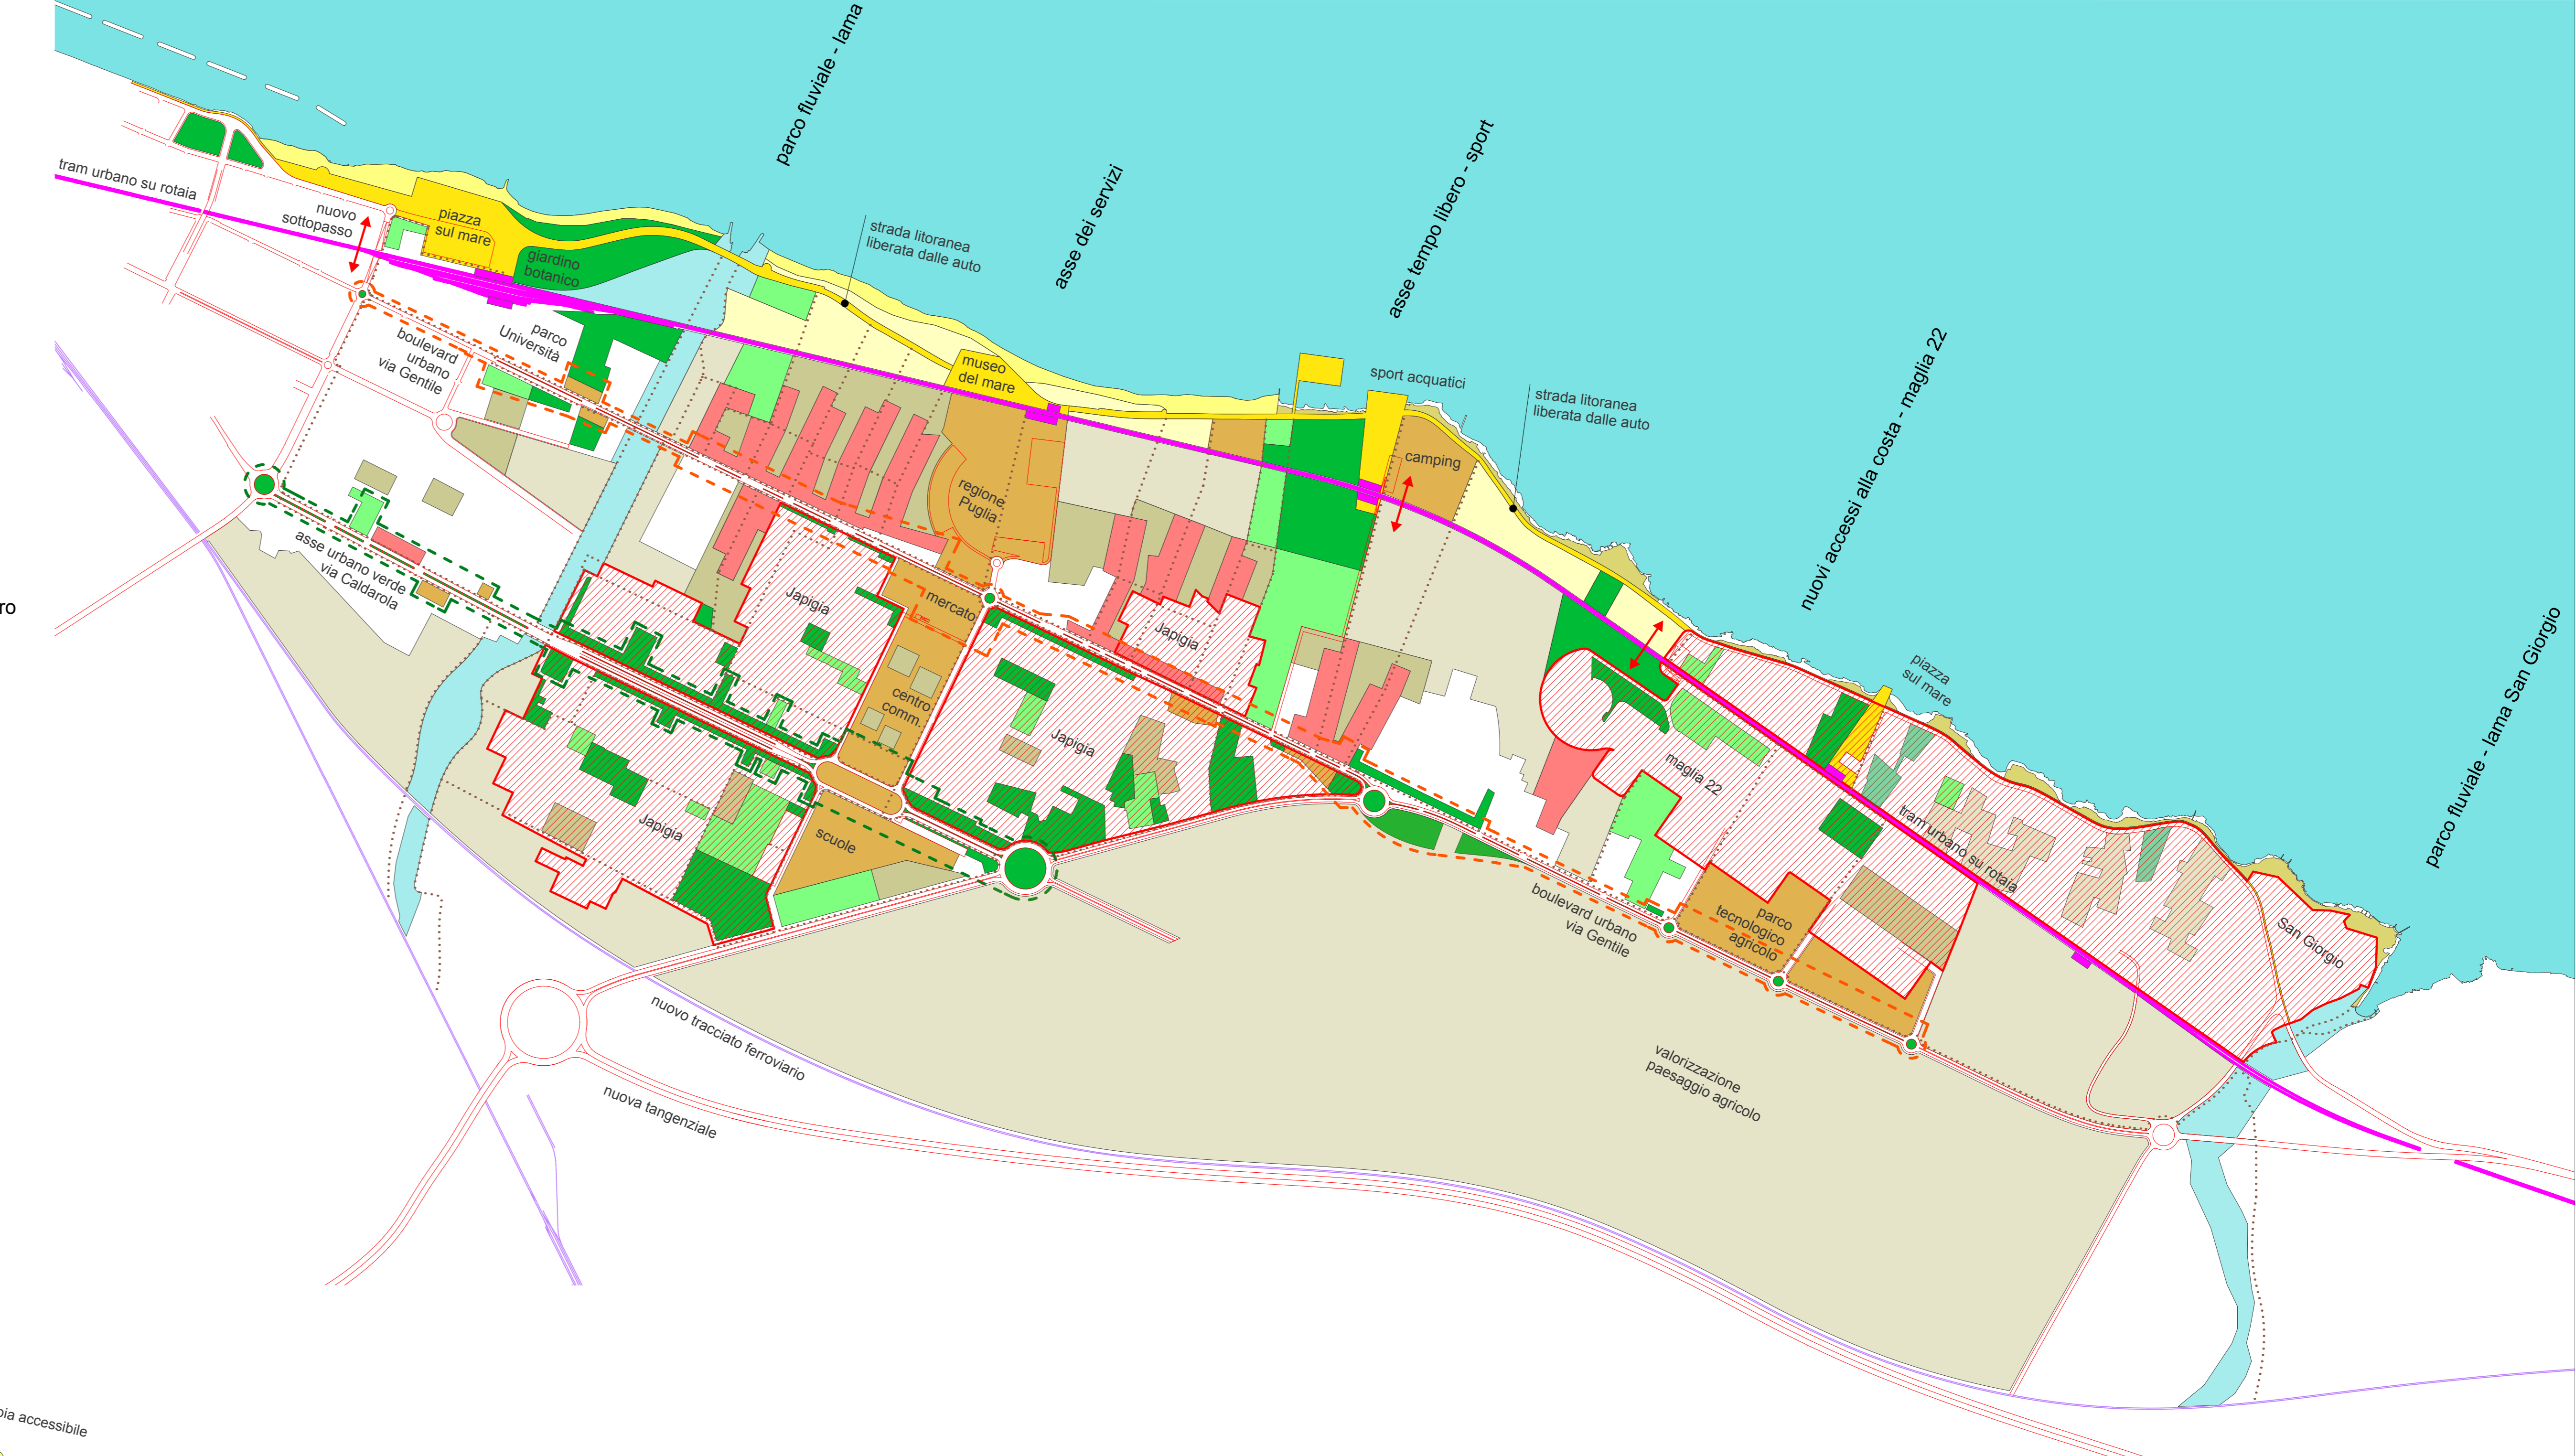 parco fluviale - lama
asse dei servizi
asse tempo libero - sport
nuovi accessi alla costa - maglia 22
parco fluviale - lama San Giorgio
tram urbano su rotaia
nuovo
sottopasso
piazza
sul mare
giardino
botanico
strada litoranea
liberata dalle auto
parco
Università
boulevard
urbano
via Gentile
museo
del mare
sport acquatici
strada litoranea
liberata dalle auto
camping
regione
Puglia
asse urbano verde
via Caldarola
Japigia
mercato
Japigia
centro
comm.
Japigia
Japigia
scuole
piazza
sul mare
maglia 22
tram urbano su rotaia
boulevard urbano
via Gentile
parco
tecnologico
agricolo
San Giorgio
nuovo tracciato ferroviario
nuova tangenziale
valorizzazione
paesaggio agricolo
ro
accessibile